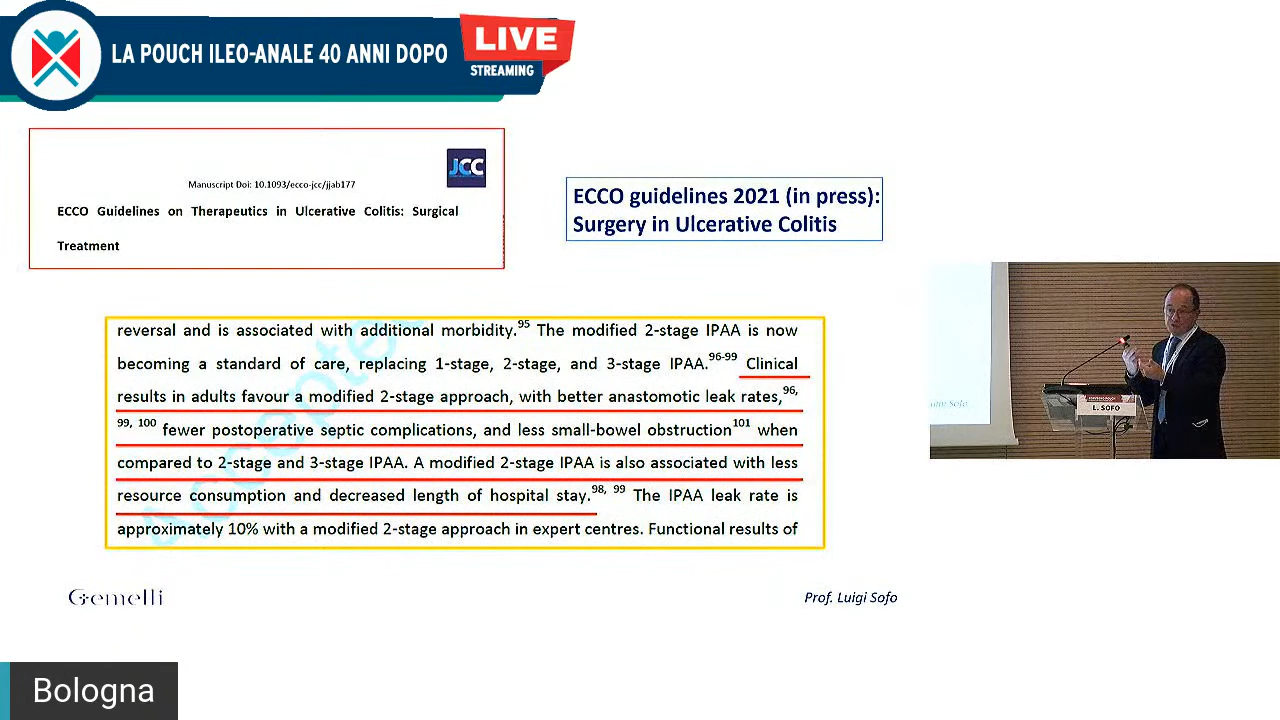 LA POUCH ILEO-ANALE 40 ANNI DOPO
LIVE
STREAMING
JCC
Manuscript Doi: 10.1093/ecco-jcc/jjab177
ECCO Guidelines on Therapeutics in Ulcerative Colitis: Surgical
Treatment
ECCO guidelines 2021 (in press):
Surgery in Ulcerative Colitis
reversal and is associated with additional morbidity.95 The modified 2-stage IPAA is now
becoming a standard of care, replacing 1-stage, 2-stage, and 3-stage IPAA.96-99 Clinical
results in adults favour a modified 2-stage approach, with better anastomotic leak rates,96,
99, 100 fewer postoperative septic complications, and less small-bowel obstruction101 when
compared to 2-stage and 3-stage IPAA. A modified 2-stage IPAA is also associated with less
resource consumption and decreased length of hospital stay.98, 99 The IPAA leak rate is
approximately 10% with a modified 2-stage approach in expert centres. Functional results of
Accepte
L. SOFO
Gemelli
Prof. Luigi Sofo
Bologna